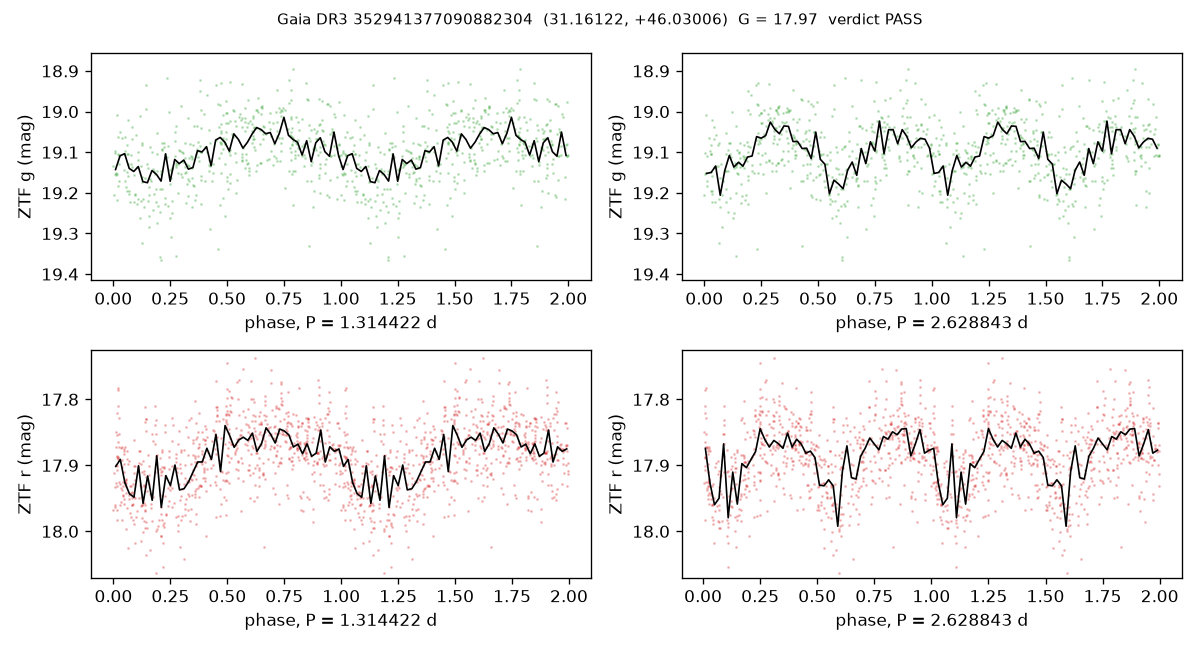 Gaia DR3 352941377090882304  (31.16122, +46.03006)  G = 17.97  verdict PASS
ZTF g (mag)
18.9
19.0
19.1
19.2
19.3
19.4
0.00 0.25 0.50 0.75 1.00 1.25 1.50 1.75 2.00
phase, P = 1.314422 d
ZTF g (mag)
18.9
19.0
19.1
19.2
19.3
19.4
0.00 0.25 0.50 0.75 1.00 1.25 1.50 1.75 2.00
phase, P = 2.628843 d
ZTF r (mag)
17.8
17.9
18.0
0.00 0.25 0.50 0.75 1.00 1.25 1.50 1.75 2.00
phase, P = 1.314422 d
ZTF r (mag)
17.8
17.9
18.0
0.00 0.25 0.50 0.75 1.00 1.25 1.50 1.75 2.00
phase, P = 2.628843 d